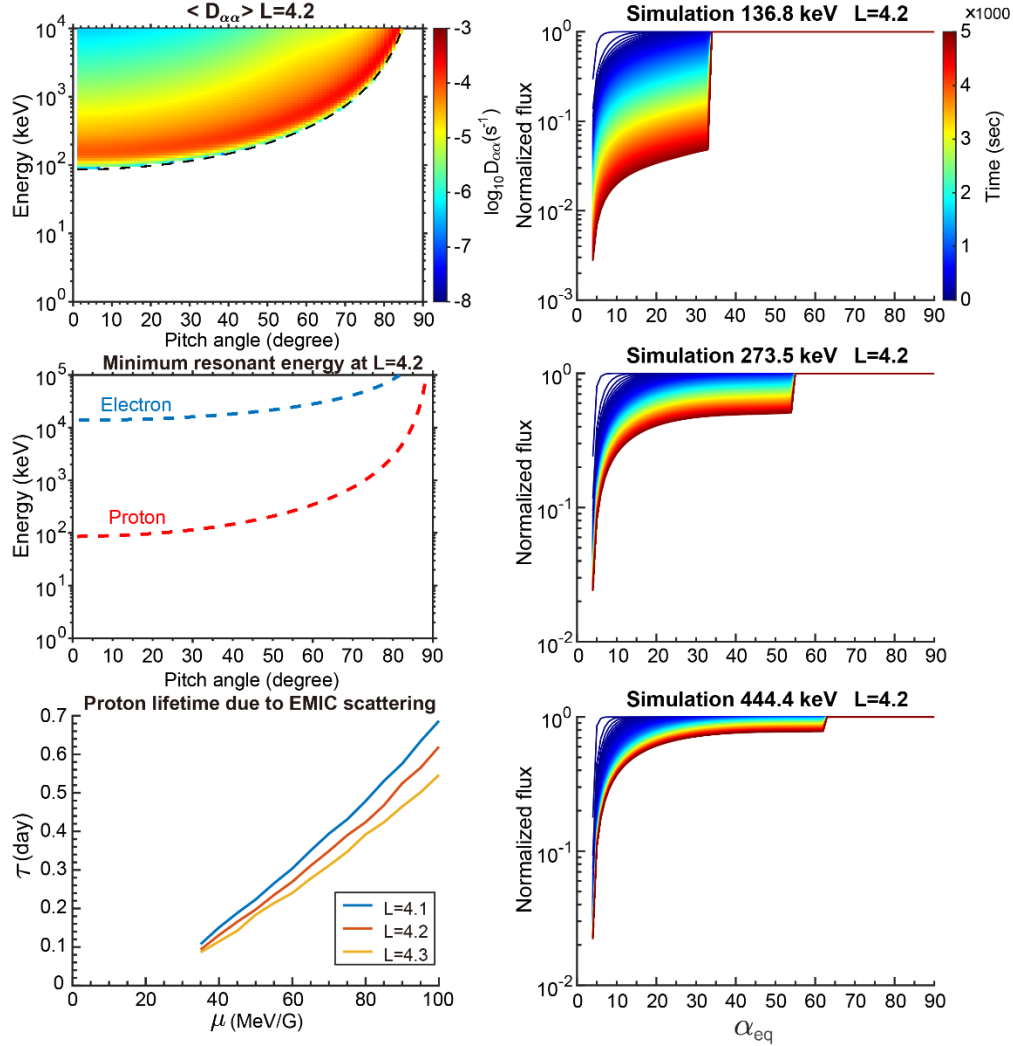 < Dαα> L=4.2
10⁴
10³
10²
10¹
10⁰
Energy (keV)
0 10 20 30 40 50 60 70 80 90
Pitch angle (degree)
-3
-4
-5
-6
-7
-8
log₁₀Dαα(s⁻¹)
Simulation 136.8 keV L=4.2
10⁰
10⁻¹
10⁻²
10⁻³
Normalized flux
0 10 20 30 40 50 60 70 80 90
x1000
5
4
3
2
1
0
Time (sec)
Minimum resonant energy at L=4.2
10⁵
10⁴
10³
10²
10¹
10⁰
Energy (keV)
Electron
Proton
0 10 20 30 40 50 60 70 80 90
Pitch angle (degree)
Simulation 273.5 keV L=4.2
10⁰
10⁻¹
10⁻²
Normalized flux
0 10 20 30 40 50 60 70 80 90
Proton lifetime due to EMIC scattering
0.7
0.6
0.5
0.4
0.3
0.2
0.1
0
τ (day)
L=4.1
L=4.2
L=4.3
0 20 40 60 80 100
μ (MeV/G)
Simulation 444.4 keV L=4.2
10⁰
10⁻¹
10⁻²
Normalized flux
0 10 20 30 40 50 60 70 80 90
αeq